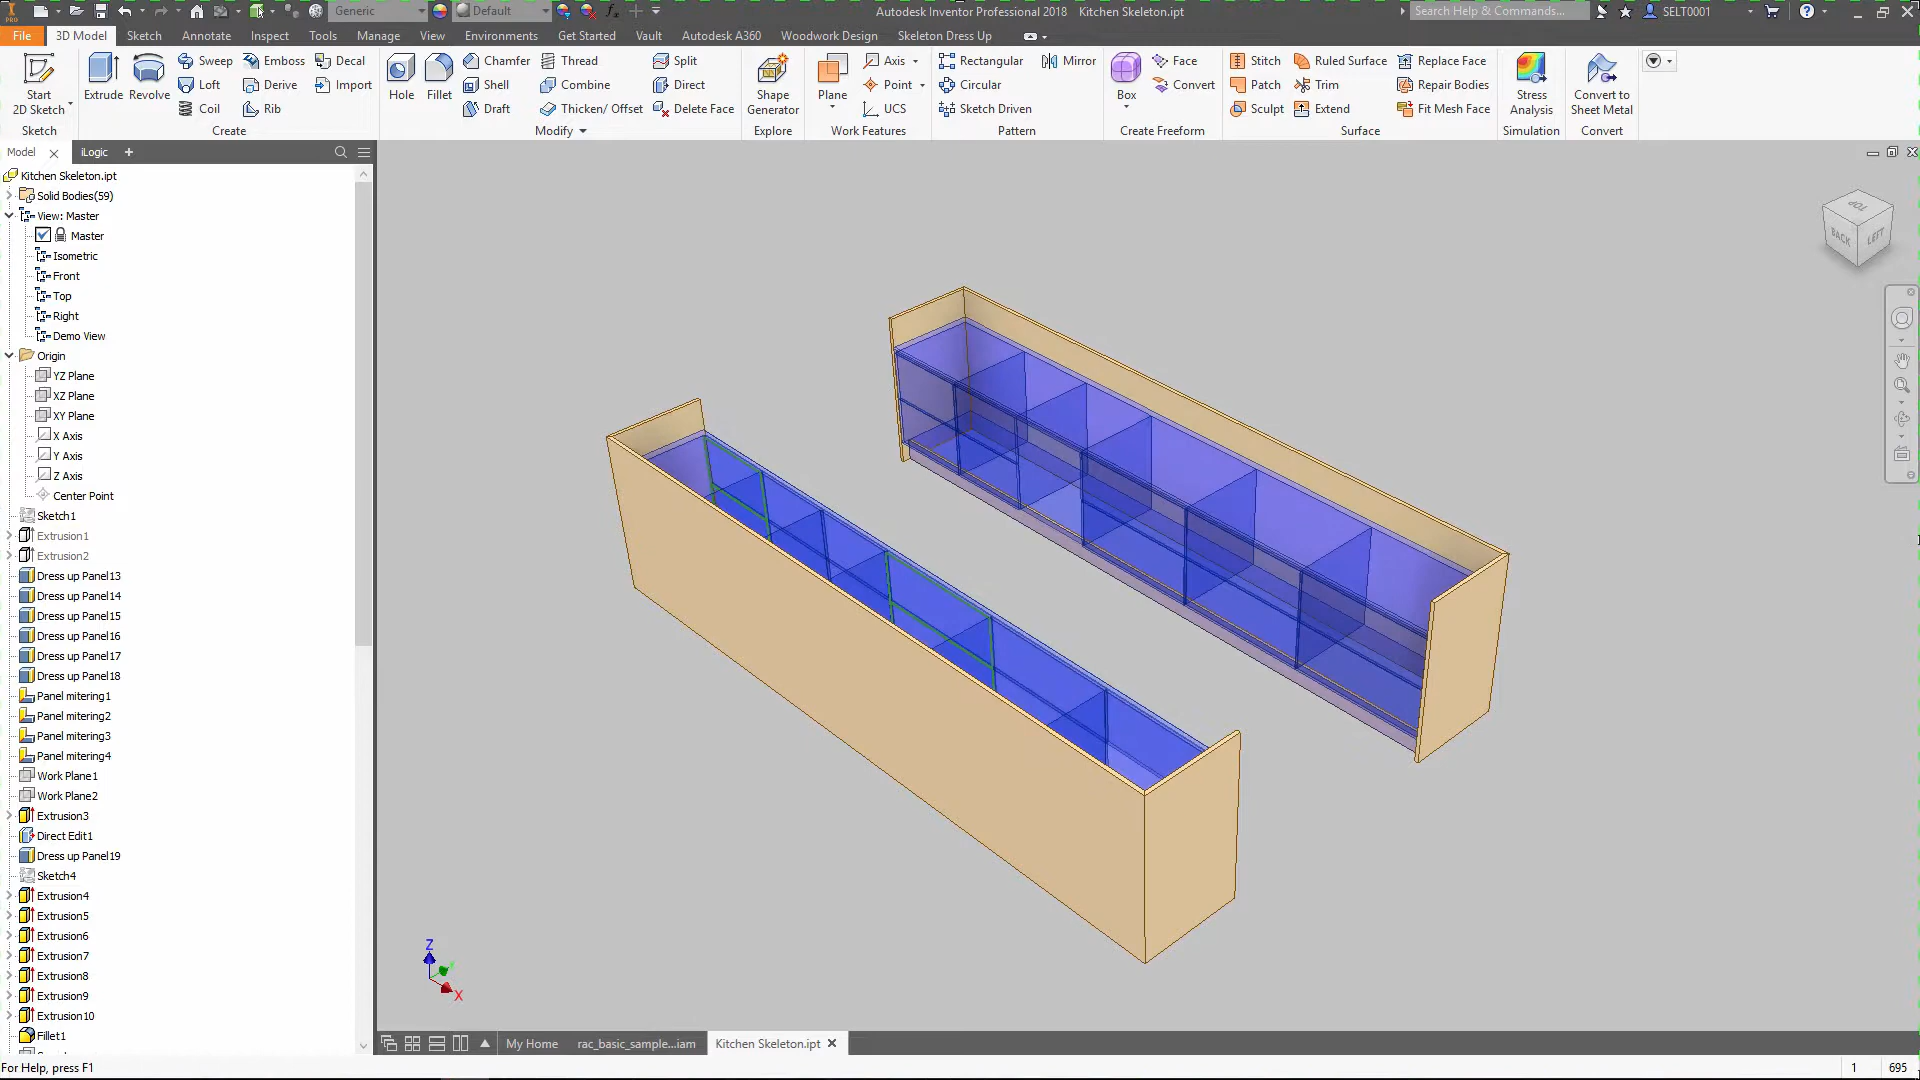 Generic
Default
Autodesk Inventor Professional 2018 Kitchen Skeleton.ipt
Search Help & Commands...
SELT0001
File 3D Model Sketch Annotate Inspect Tools Manage View Environments Get Started Vault Autodesk A360 Woodwork Design Skeleton Dress Up
Start
2D Sketch
Sketch
Extrude
Revolve
Sweep
Loft
Coil
Emboss
Derive
Rib
Decal
Import
Create
Hole
Fillet
Chamfer
Shell
Draft
Thread
Combine
Thicken/ Offset
Split
Direct
Delete Face
Modify
Shape
Generator
Explore
Plane
Axis
Point
UCS
Work Features
Rectangular
Circular
Sketch Driven
Mirror
Pattern
Box
Face
Convert
Create Freeform
Stitch
Patch
Sculpt
Ruled Surface
Trim
Extend
Replace Face
Repair Bodies
Fit Mesh Face
Surface
Stress
Analysis
Simulation
Convert to
Sheet Metal
Convert
Model
iLogic
Kitchen Skeleton.ipt
Solid Bodies(59)
View: Master
Master
Isometric
Front
Top
Right
Demo View
Origin
YZ Plane
XZ Plane
XY Plane
X Axis
Y Axis
Z Axis
Center Point
Sketch1
Extrusion1
Extrusion2
Dress up Panel13
Dress up Panel14
Dress up Panel15
Dress up Panel16
Dress up Panel17
Dress up Panel18
Panel mitering1
Panel mitering2
Panel mitering3
Panel mitering4
Work Plane1
Work Plane2
Extrusion3
Direct Edit1
Dress up Panel19
Sketch4
Extrusion4
Extrusion5
Extrusion6
Extrusion7
Extrusion8
Extrusion9
Extrusion10
Fillet1
TOP
BACK
LEFT
Z
X
My Home
rac_basic_sample...iam
Kitchen Skeleton.ipt
For Help, press F1
1
695